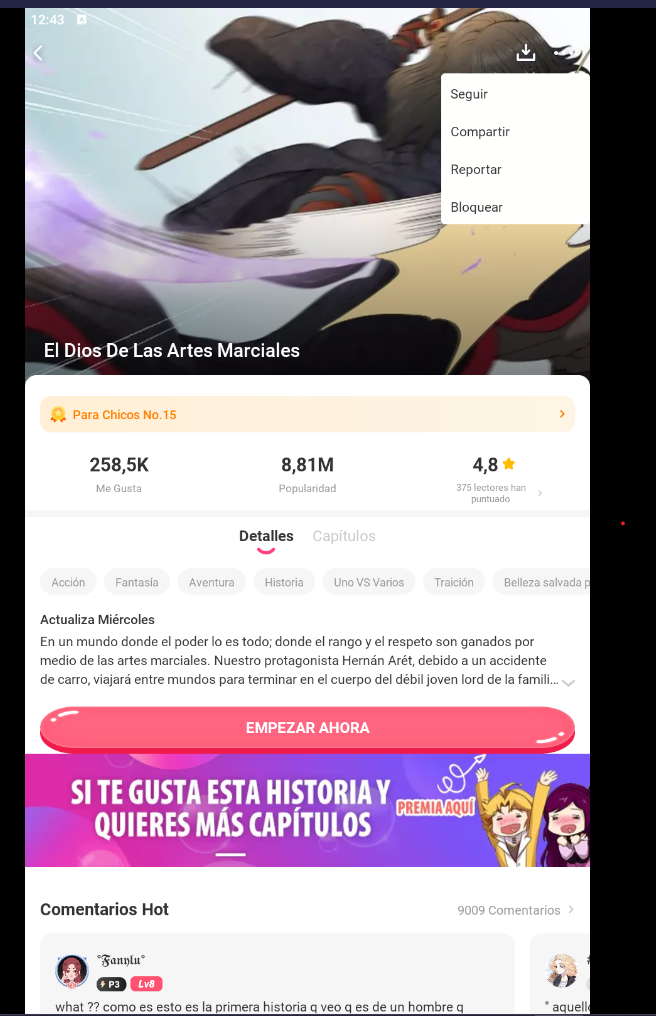 12:43
Seguir
Compartir
Reportar
Bloquear
El Dios De Las Artes Marciales
Para Chicos No.15
258,5K
Me Gusta
8,81M
Popularidad
4,8
375 lectores han
puntuado
Detalles
Capítulos
Acción
Fantasía
Aventura
Historia
Uno VS Varios
Traición
Belleza salvada p
Actualiza Miércoles
En un mundo donde el poder lo es todo; donde el rango y el respeto son ganados por
medio de las artes marciales. Nuestro protagonista Hernán Arét, debido a un accidente
de carro, viajará entre mundos para terminar en el cuerpo del débil joven lord de la famili...
EMPEZAR AHORA
SI TE GUSTA ESTA HISTORIA Y
QUIERES MÁS CAPÍTULOS
PREMIA AQUÍ
Comentarios Hot
9009 Comentarios
°𝕱𝖆𝖓𝖞𝖑𝖚°
P3
Lv8
what ?? como es esto es la primera historia q veo q es de un hombre q
" aquell